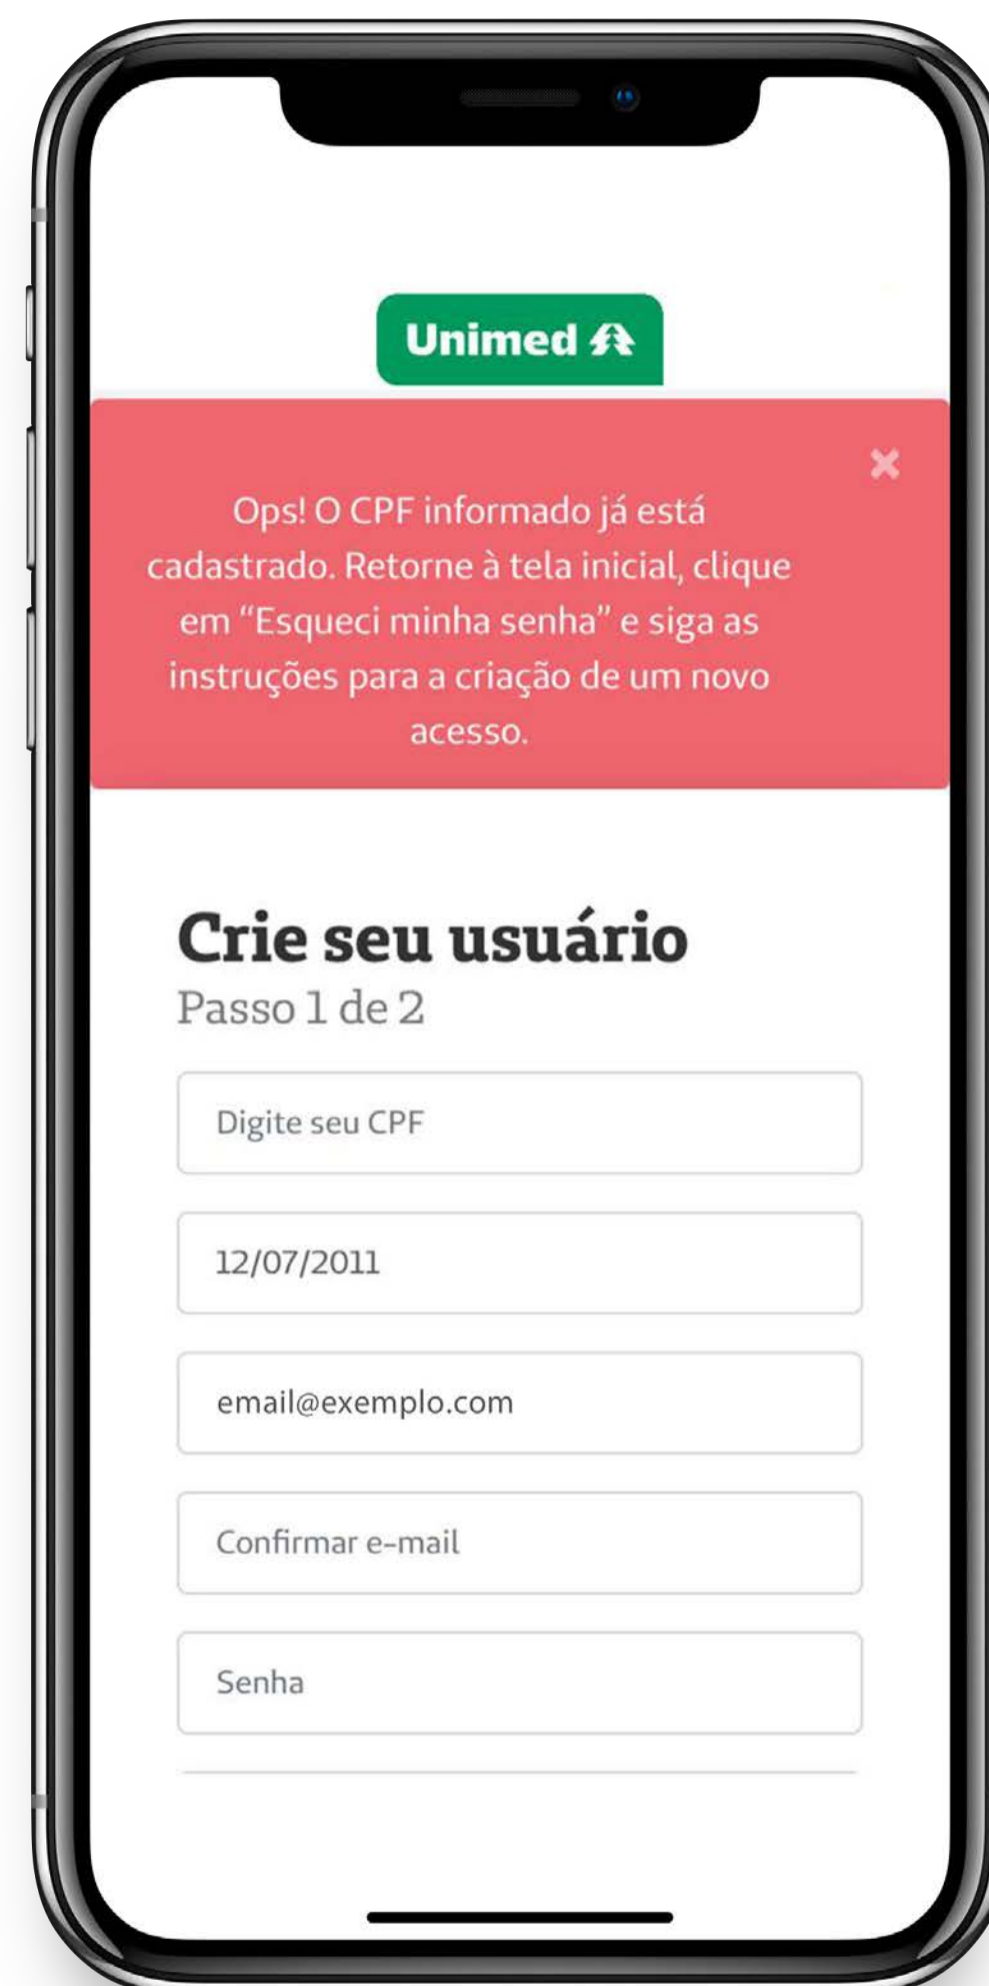 Unimed
Ops! O CPF informado já está
cadastrado. Retorne à tela inicial, clique
em “Esqueci minha senha” e siga as
instruções para a criação de um novo
acesso.
Crie seu usuário
Passo 1 de 2
Digite seu CPF
12/07/2011
email@exemplo.com
Confirmar e-mail
Senha